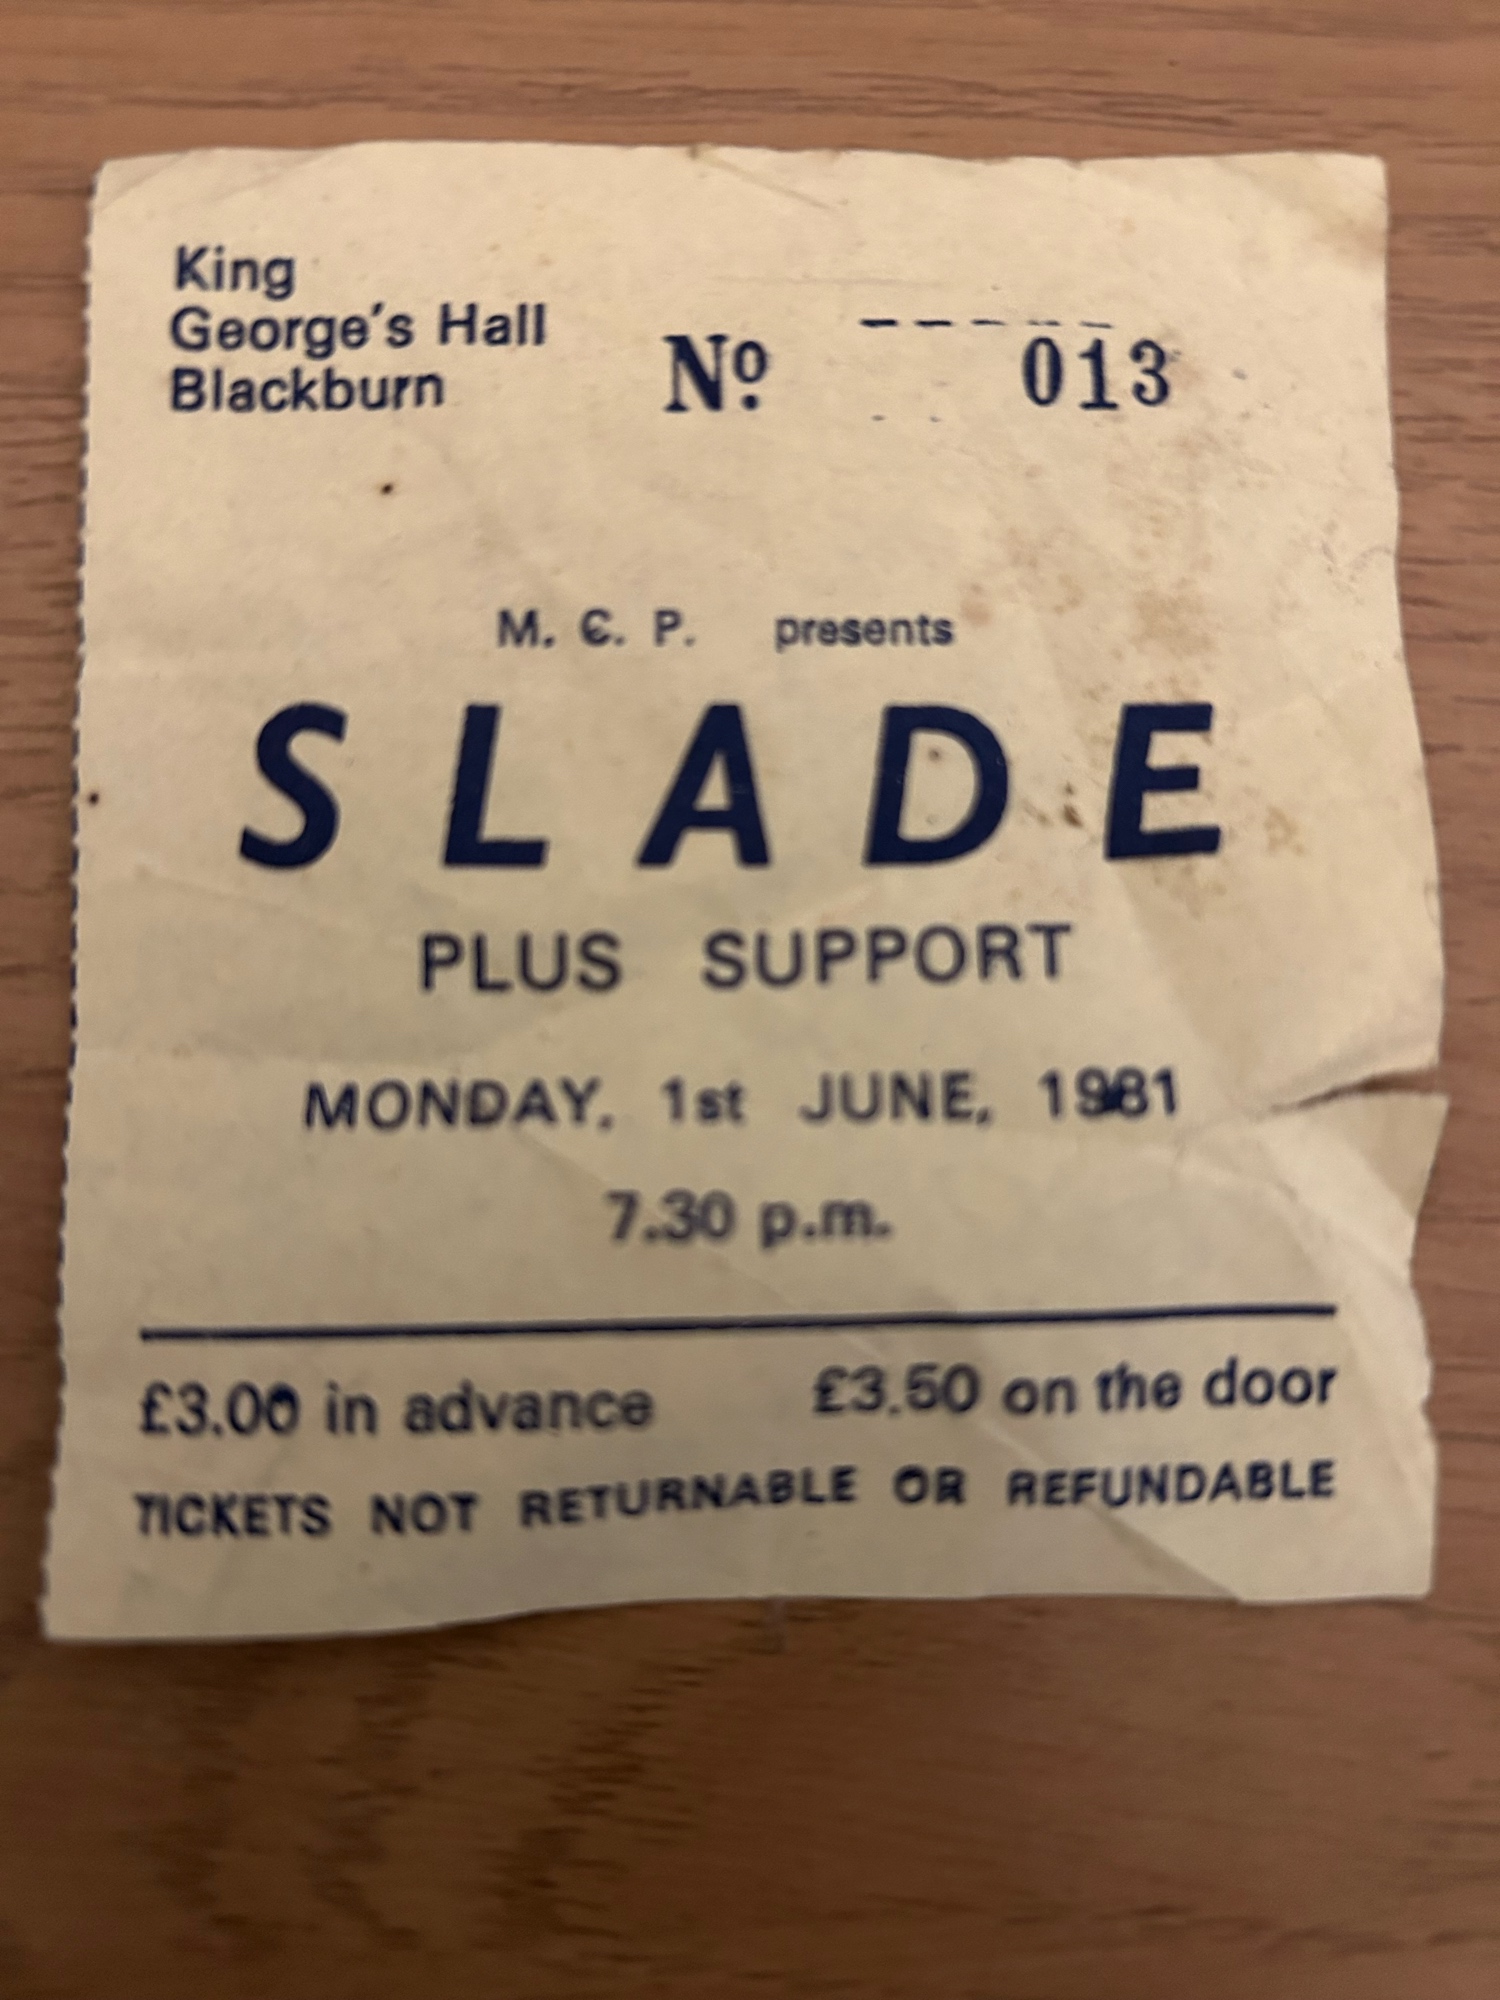 King
George's Hall
Blackburn
Nº 013
M. C. P. presents
SLADE
PLUS SUPPORT
MONDAY, 1st JUNE, 1981
7.30 p.m.
£3.00 in advance £3.50 on the door
TICKETS NOT RETURNABLE OR REFUNDABLE